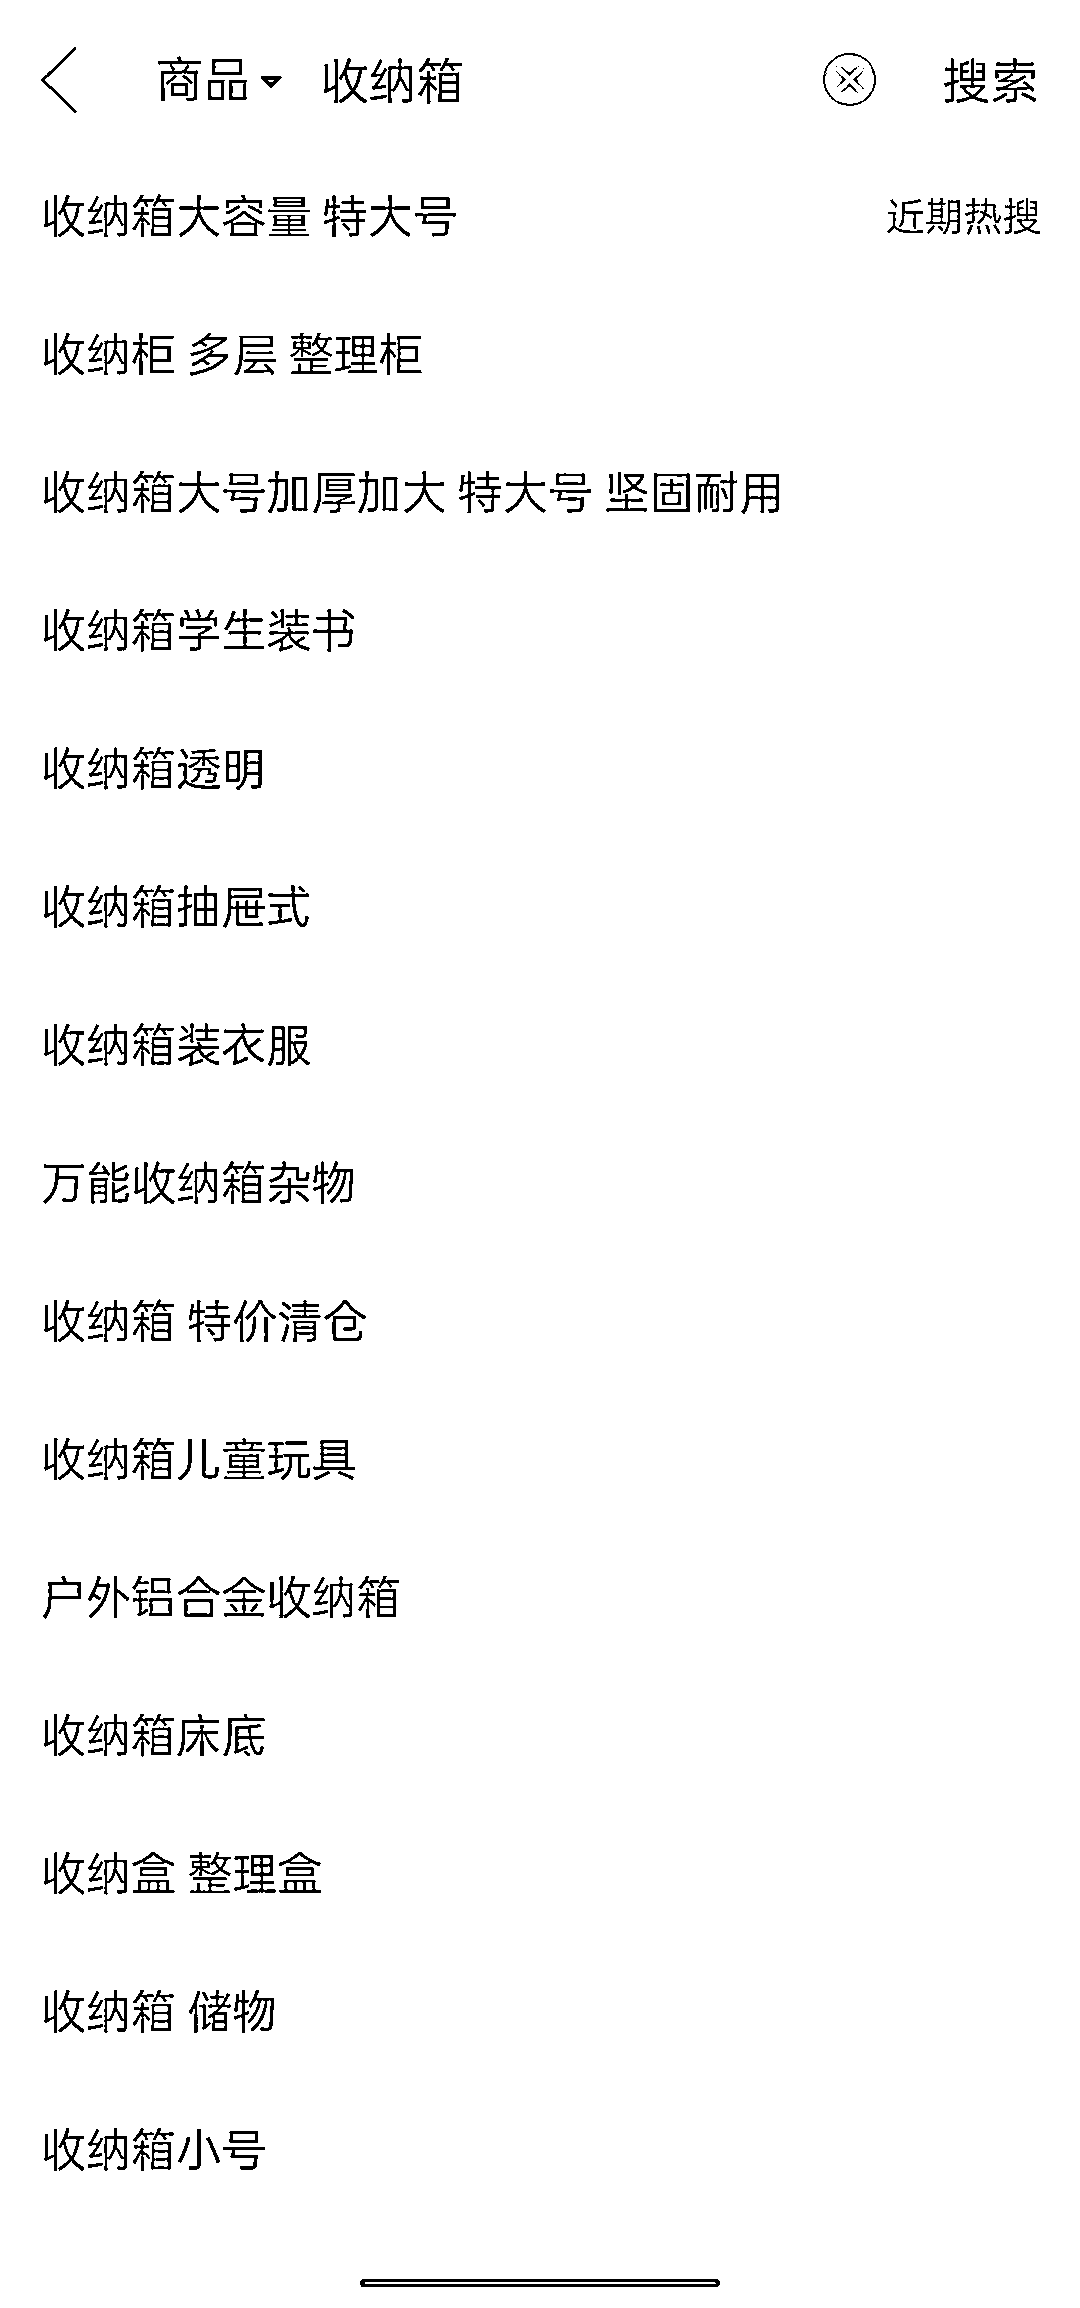 商品 收纳箱 搜索
收纳箱大容量 特大号 近期热搜
收纳柜 多层 整理柜
收纳箱大号加厚加大 特大号 坚固耐用
收纳箱学生装书
收纳箱透明
收纳箱抽屉式
收纳箱装衣服
万能收纳箱杂物
收纳箱 特价清仓
收纳箱儿童玩具
户外铝合金收纳箱
收纳箱床底
收纳盒 整理盒
收纳箱 储物
收纳箱小号